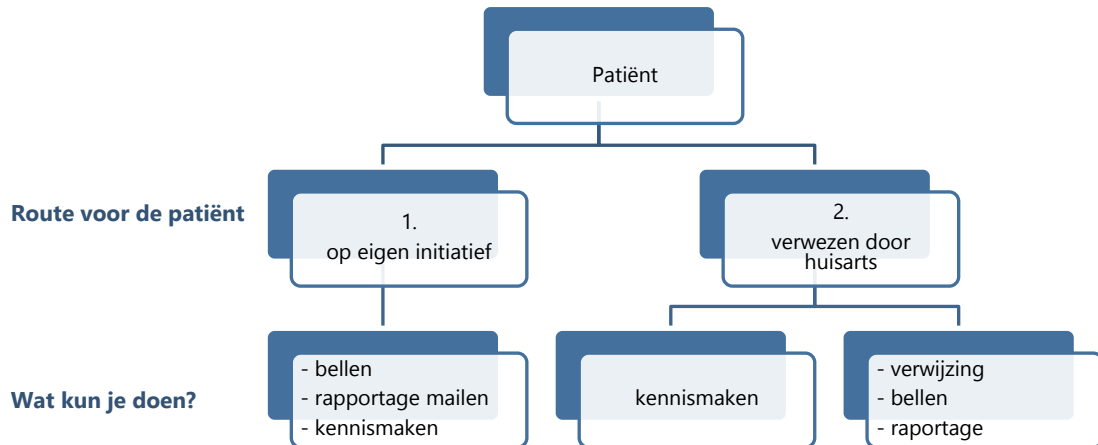 Patiënt
Route voor de patiënt
1.
op eigen initiatief
2.
verwezen door
huisarts
Wat kun je doen?
- bellen
- rapportage mailen
- kennismaken
kennismaken
- verwijzing
- bellen
- raportage